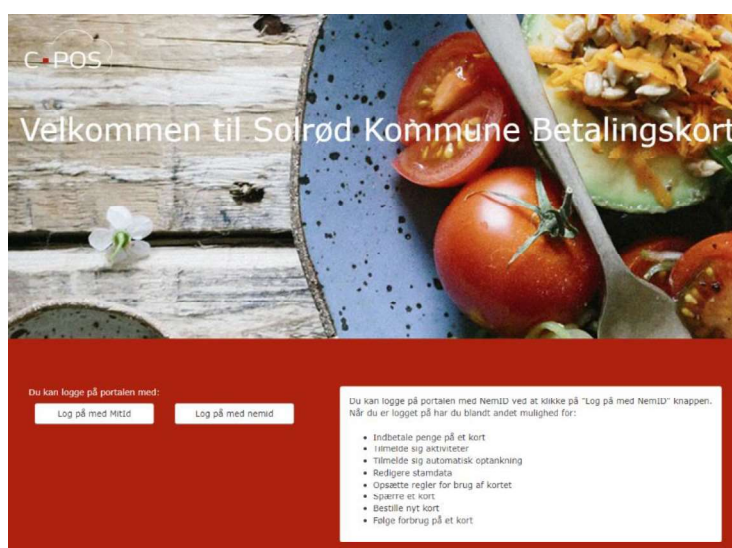 C-POS
Velkommen til Solrød Kommune Betalingskort
Du kan logge på portalen med:
Log på med MitId
Log på med nemid
Du kan logge på portalen med NemID ved at klikke på "Log på med NemID" knappen.
Når du er logget på har du blandt andet mulighed for:
• Indbetale penge på et kort
• Tilmelde sig aktiviteter
• Tilmelde sig automatisk optankning
• Redigere stamdata
• Opsætte regler for brug af kortet
• Spærre et kort
• Bestille nyt kort
• Følge forbrug på et kort